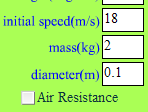 initial speed(m/s) 18
mass(kg) 2
diameter(m) 0.1
Air Resistance